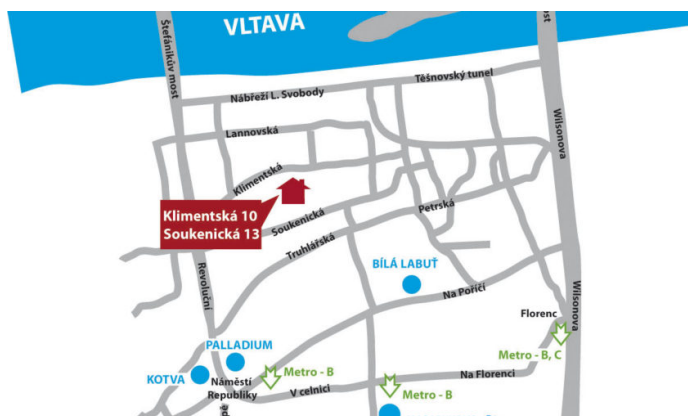 VLTAVA
Štefánikův most
ost
Těšnovský tunel
Nábřeží L. Svobody
Lannovská
Wilsonova
Klimentská
Klimentská 10
Soukenická 13
Soukenická
Petrská
Truhlářská
BÍLÁ LABUŤ
Revoluční
Na Poříčí
Florenc
Wilsonova
PALLADIUM
Metro - B, C
KOTVA
Náměstí
Republiky
Metro - B
Na Florenci
V celnici
Metro - B